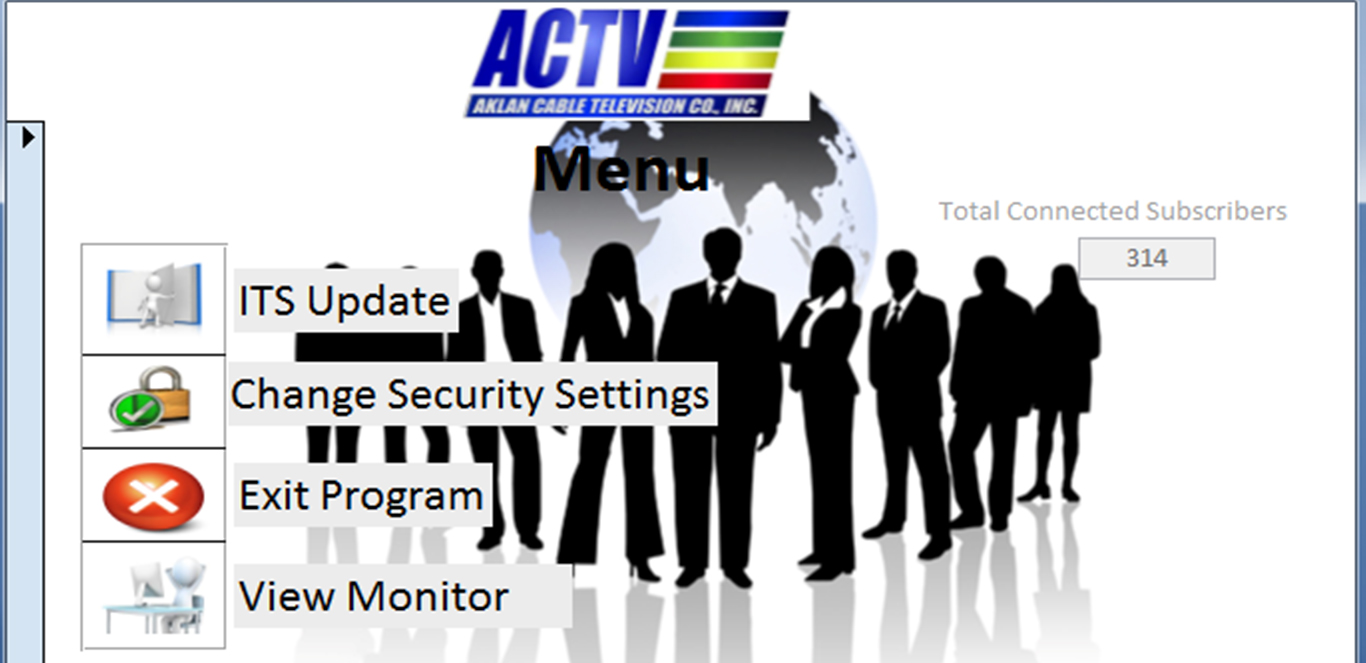 ACTV
AKLAN CABLE TELEVISION CO., INC.
Menu
Total Connected Subscribers
314
ITS Update
Change Security Settings
Exit Program
View Monitor